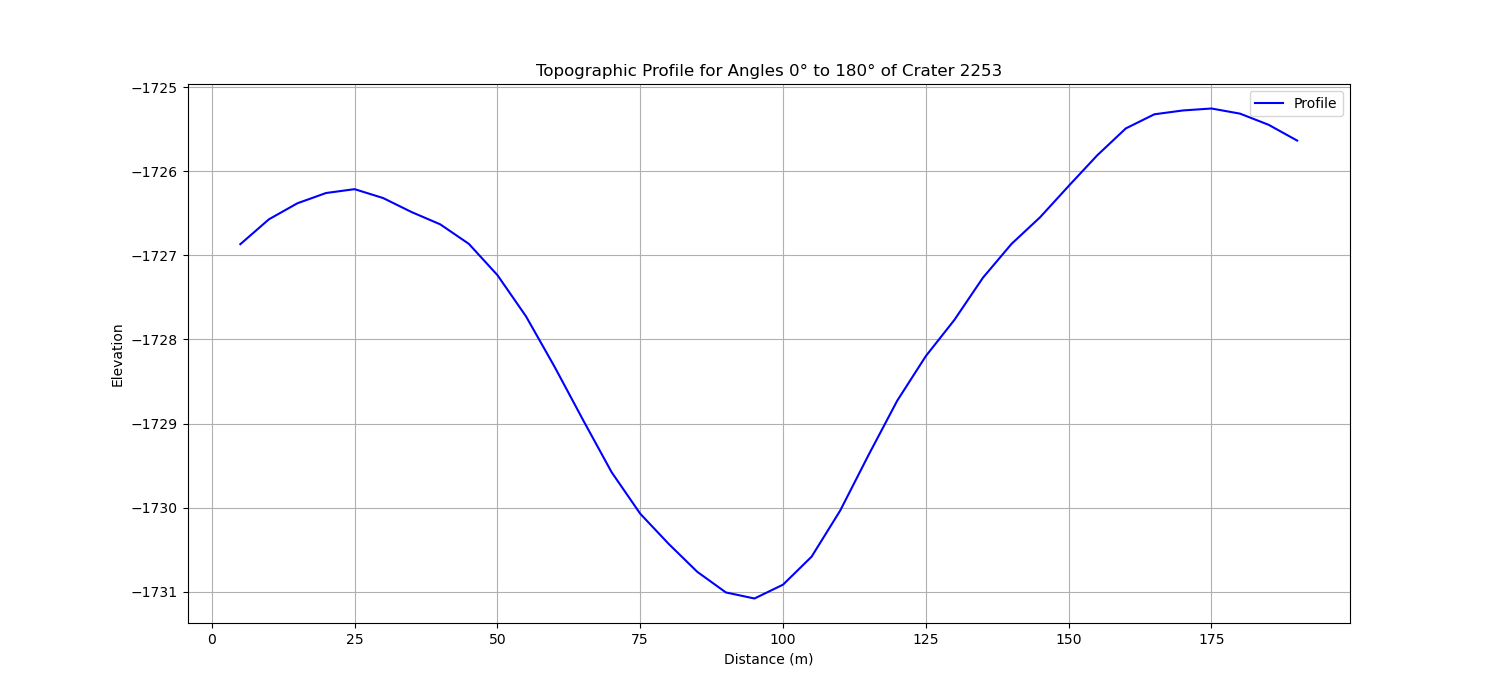 Topographic Profile for Angles 0° to 180° of Crater 2253
Profile
−1725
−1726
−1727
−1728
−1729
−1730
−1731
Elevation
0 25 50 75 100 125 150 175
Distance (m)